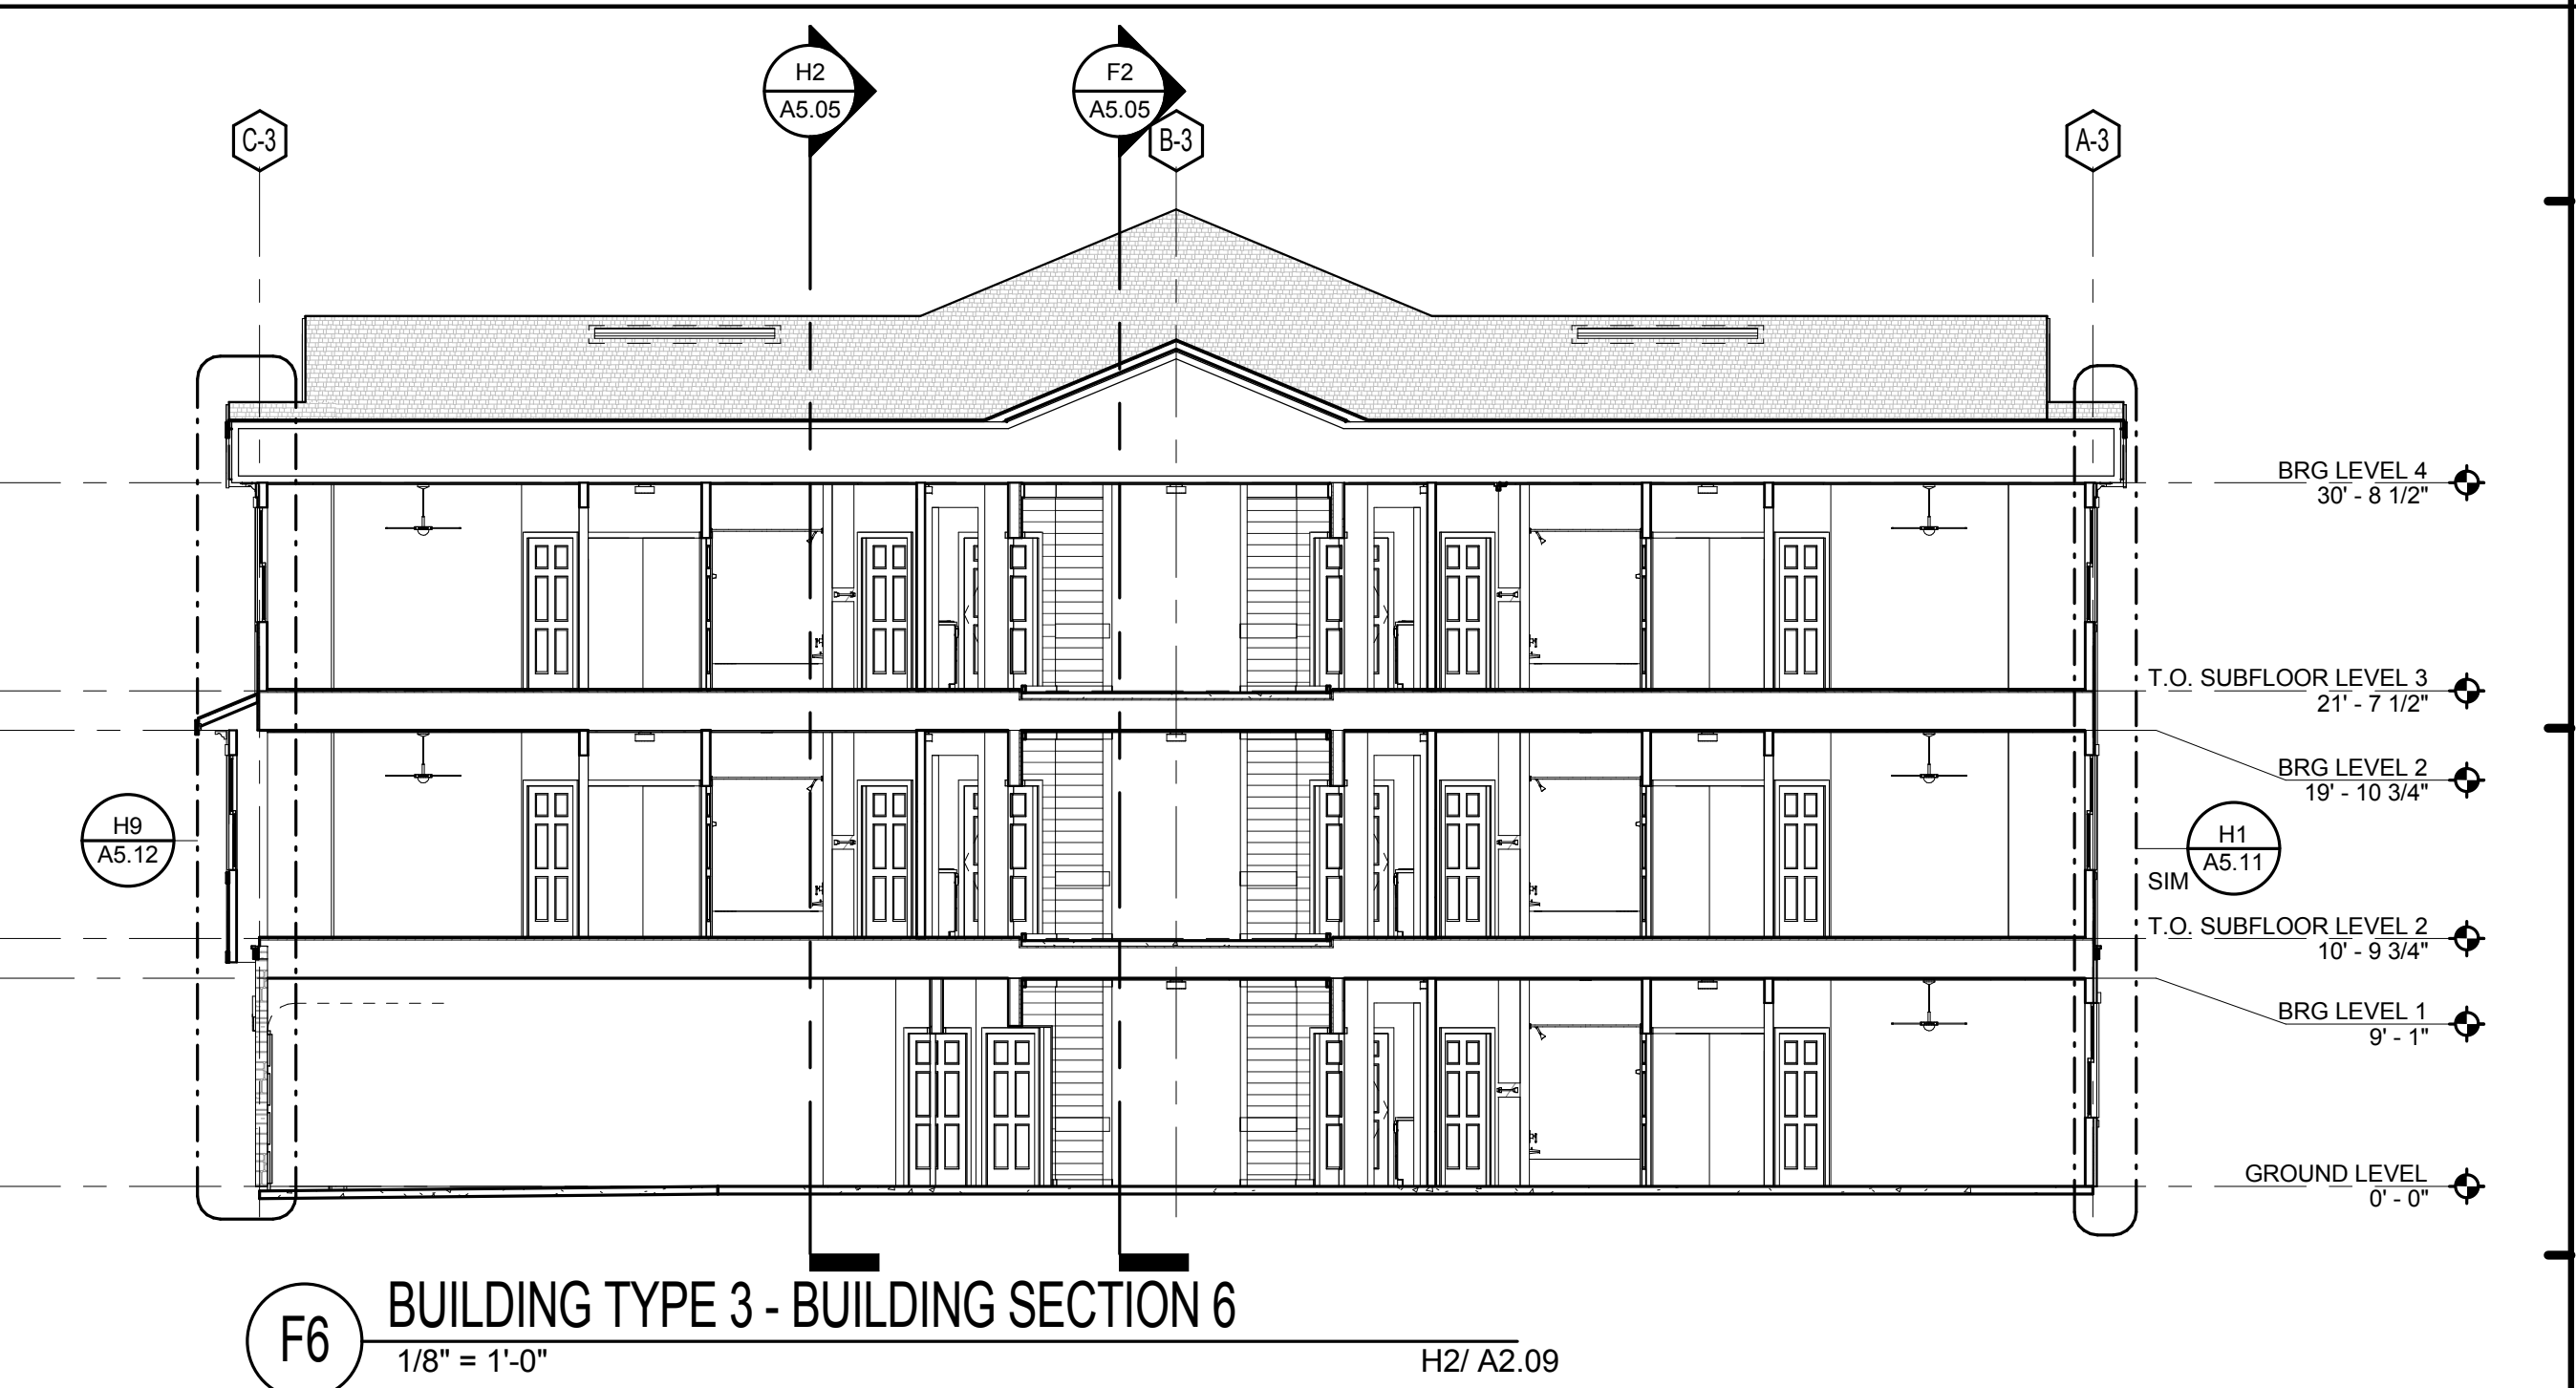 H2
A5.05
F2
A5.05
C-3
B-3
A-3
BRG LEVEL 4
30' - 8 1/2"
T.O. SUBFLOOR LEVEL 3
21' - 7 1/2"
BRG LEVEL 2
19' - 10 3/4"
H9
A5.12
H1
A5.11
SIM
T.O. SUBFLOOR LEVEL 2
10' - 9 3/4"
BRG LEVEL 1
9' - 1"
GROUND LEVEL
0' - 0"
F6
BUILDING TYPE 3 - BUILDING SECTION 6
1/8" = 1'-0"
H2/ A2.09